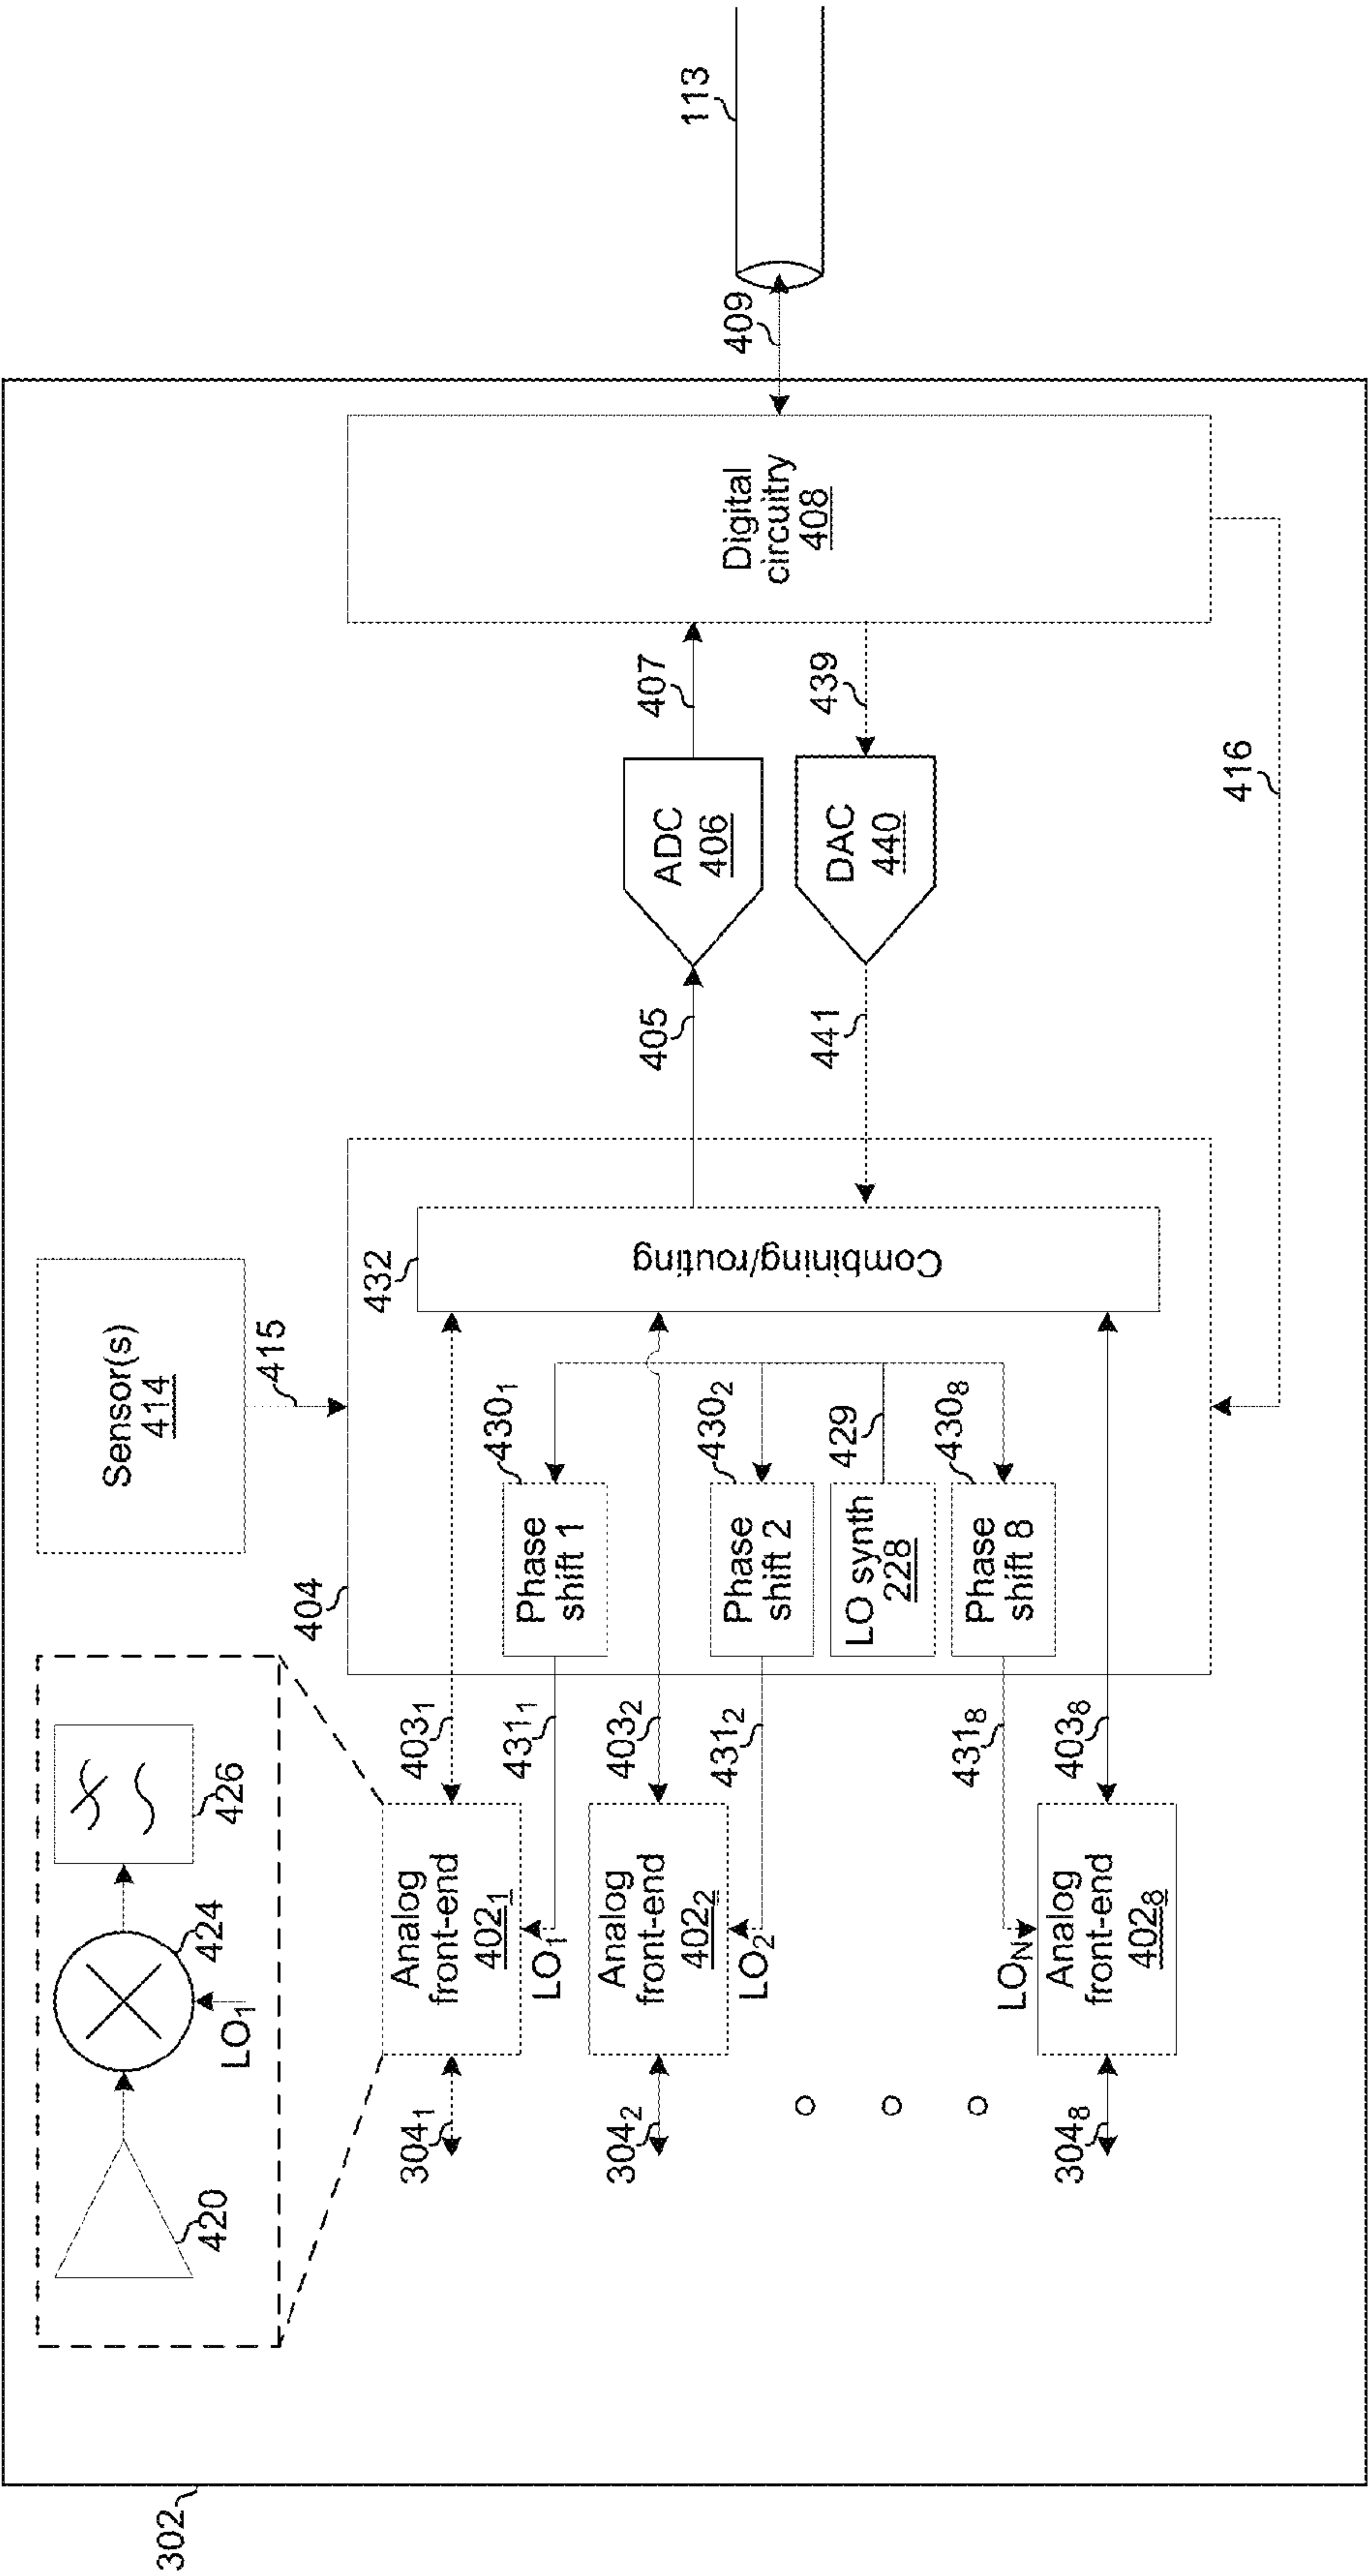 302
420
424
LO1
426
Sensor(s)
414
415
404
432
304₁
Analog
front-end
402₁
403₁
LO₁
431₁
Phase
shift 1
430₁
304₂
Analog
front-end
402₂
403₂
LO₂
431₂
Phase
shift 2
430₂
LO synth
228
429
Phase
shift 8
430₈
431₈
LO_N
304₈
Analog
front-end
402₈
403₈
Combining/routing
405
ADC
406
407
441
DAC
440
439
Digital
circuitry
408
416
409
113